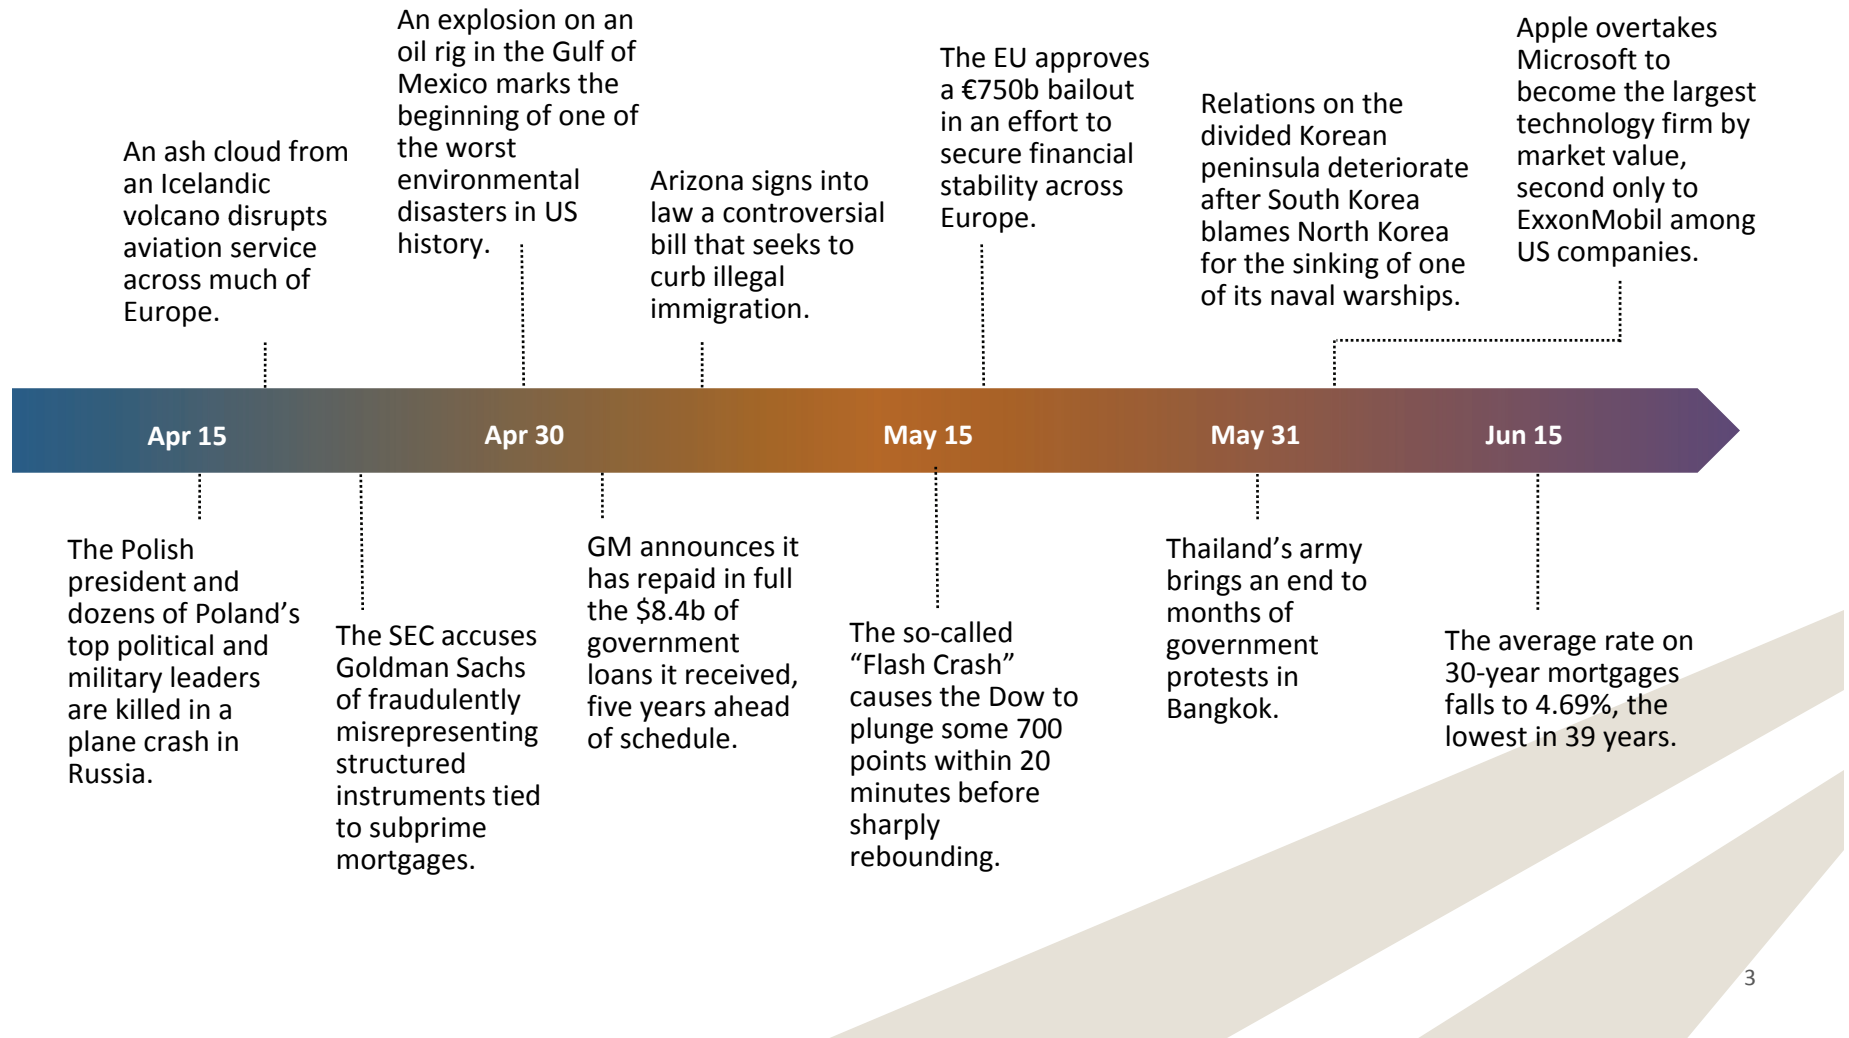 An explosion on an
oil rig in the Gulf of
Mexico marks the
beginning of one of
the worst
environmental
disasters in US
history.
An ash cloud from
an Icelandic
volcano disrupts
aviation service
across much of
Europe.
Arizona signs into
law a controversial
bill that seeks to
curb illegal
immigration.
The EU approves
a €750b bailout
in an effort to
secure financial
stability across
Europe.
Relations on the
divided Korean
peninsula deteriorate
after South Korea
blames North Korea
for the sinking of one
of its naval warships.
Apple overtakes
Microsoft to
become the largest
technology firm by
market value,
second only to
ExxonMobil among
US companies.
Apr 15
Apr 30
May 15
May 31
Jun 15
The Polish
president and
dozens of Poland’s
top political and
military leaders
are killed in a
plane crash in
Russia.
The SEC accuses
Goldman Sachs
of fraudulently
misrepresenting
structured
instruments tied
to subprime
mortgages.
GM announces it
has repaid in full
the $8.4b of
government
loans it received,
five years ahead
of schedule.
The so-called
“Flash Crash”
causes the Dow to
plunge some 700
points within 20
minutes before
sharply
rebounding.
Thailand’s army
brings an end to
months of
government
protests in
Bangkok.
The average rate on
30-year mortgages
falls to 4.69%, the
lowest in 39 years.
3